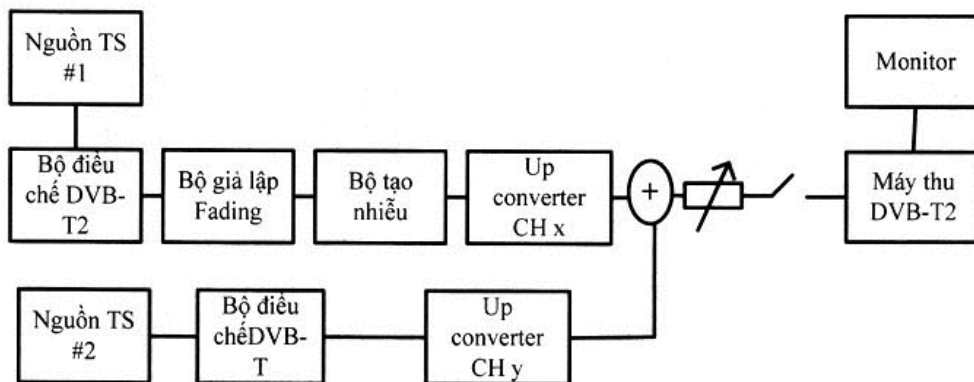 Nguồn TS
#1
Monitor
Bộ điều
chế DVB-
T2
Bộ giả lập
Fading
Bộ tạo
nhiễu
Up
converter
CH x
+
Máy thu
DVB-T2
Nguồn TS
#2
Bộ điều
chếDVB-
T
Up
converter
CH y